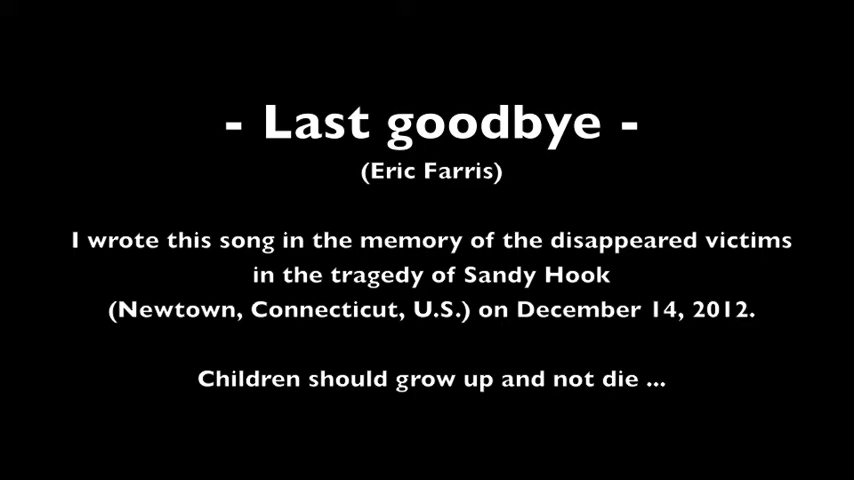 - Last goodbye -
(Eric Farris)
I wrote this song in the memory of the disappeared victims
in the tragedy of Sandy Hook
(Newtown, Connecticut, U.S.) on December 14, 2012.
Children should grow up and not die ...